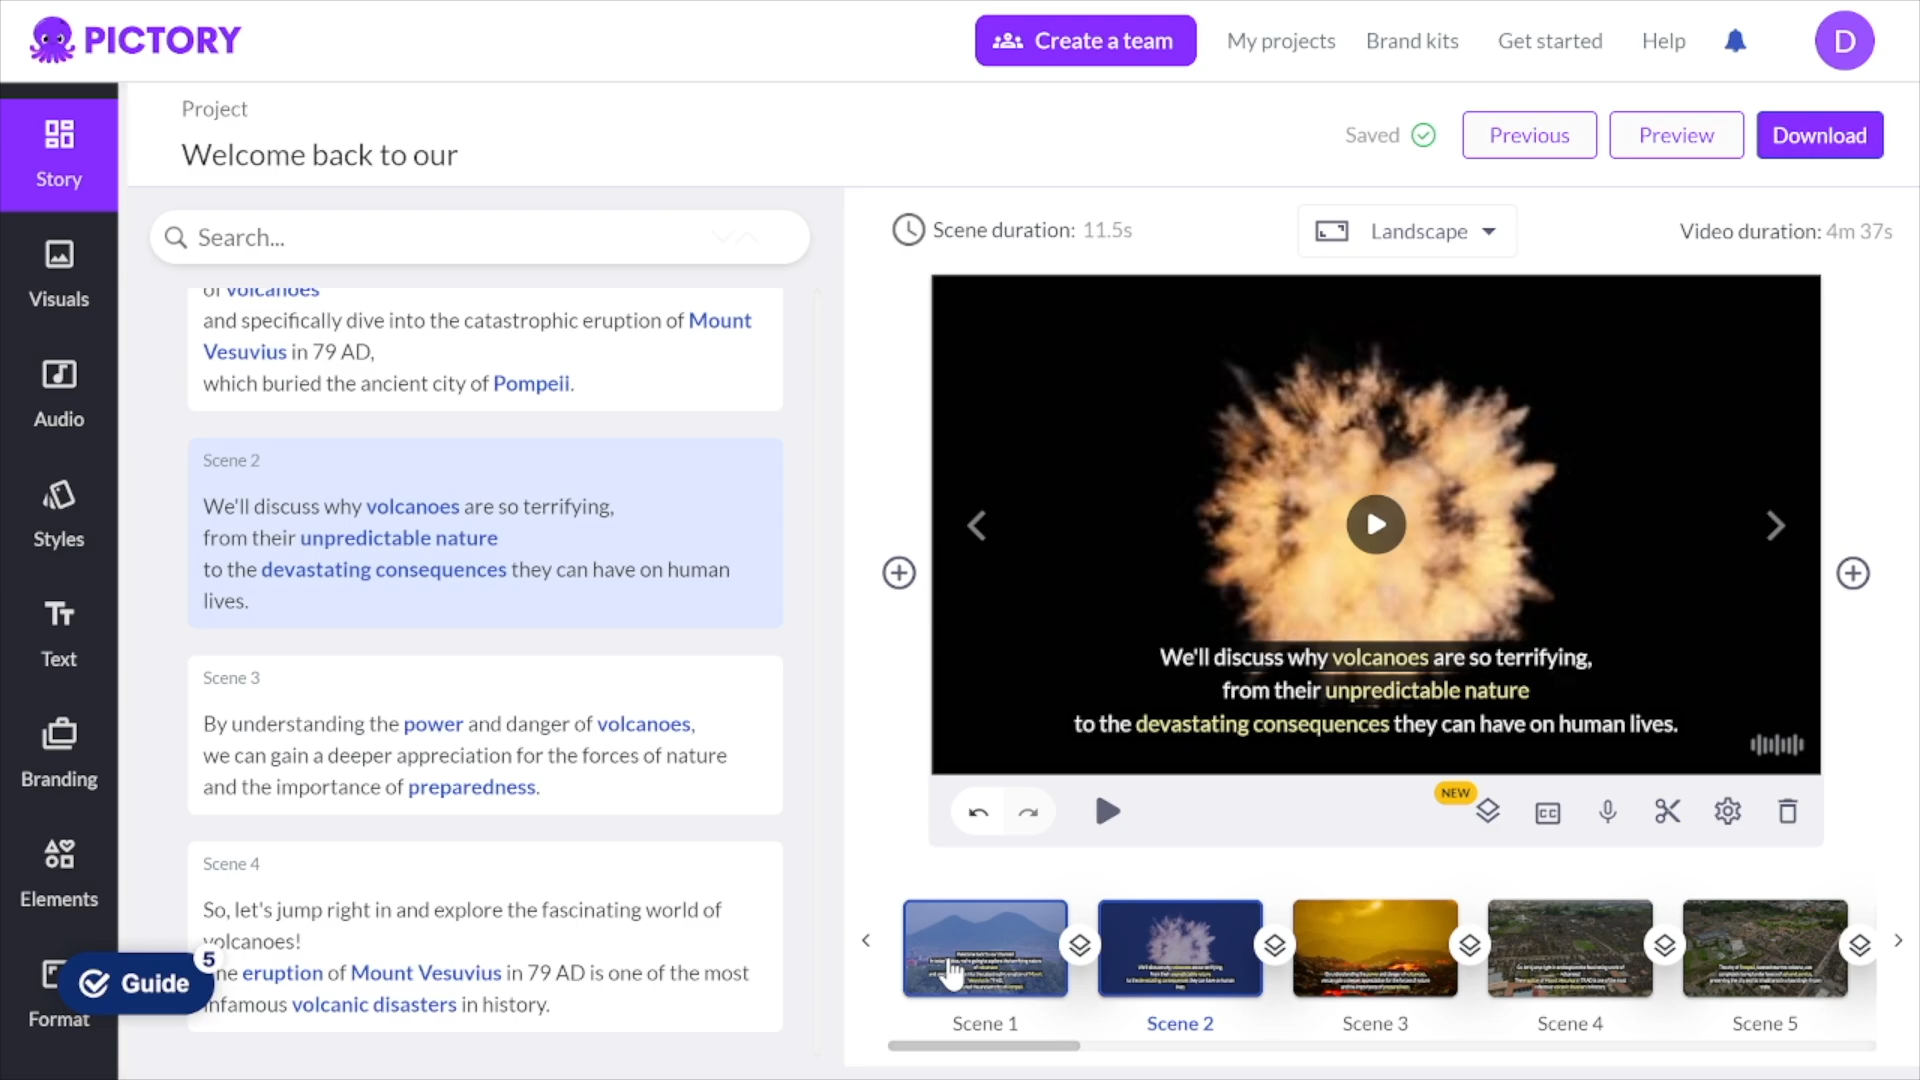 PICTORY
Create a team
My projects
Brand kits
Get started
Help
D
Project
Welcome back to our
Saved
Previous
Preview
Download
Story
Visuals
Audio
Styles
Text
Branding
Elements
Format
Guide
5
Search...
of volcanoes
and specifically dive into the catastrophic eruption of Mount
Vesuvius in 79 AD,
which buried the ancient city of Pompeii.
Scene 2
We'll discuss why volcanoes are so terrifying,
from their unpredictable nature
to the devastating consequences they can have on human
lives.
Scene 3
By understanding the power and danger of volcanoes,
we can gain a deeper appreciation for the forces of nature
and the importance of preparedness.
Scene 4
So, let's jump right in and explore the fascinating world of
volcanoes!
eruption of Mount Vesuvius in 79 AD is one of the most
infamous volcanic disasters in history.
Scene duration: 11.5s
Landscape
Video duration: 4m 37s
We'll discuss why volcanoes are so terrifying,
from their unpredictable nature
to the devastating consequences they can have on human lives.
NEW
CC
Scene 1
Scene 2
Scene 3
Scene 4
Scene 5